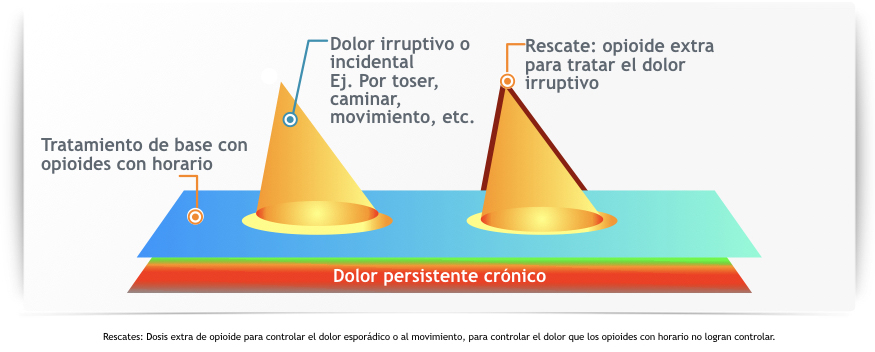 Dolor irruptivo o
incidental
Ej. Por toser,
caminar,
movimiento, etc.
Rescate: opioide extra
para tratar el dolor
irruptivo
Tratamiento de base con
opioides con horario
Dolor persistente crónico
Rescates: Dosis extra de opioide para controlar el dolor esporádico o al movimiento, para controlar el dolor que los opioides con horario no logran controlar.